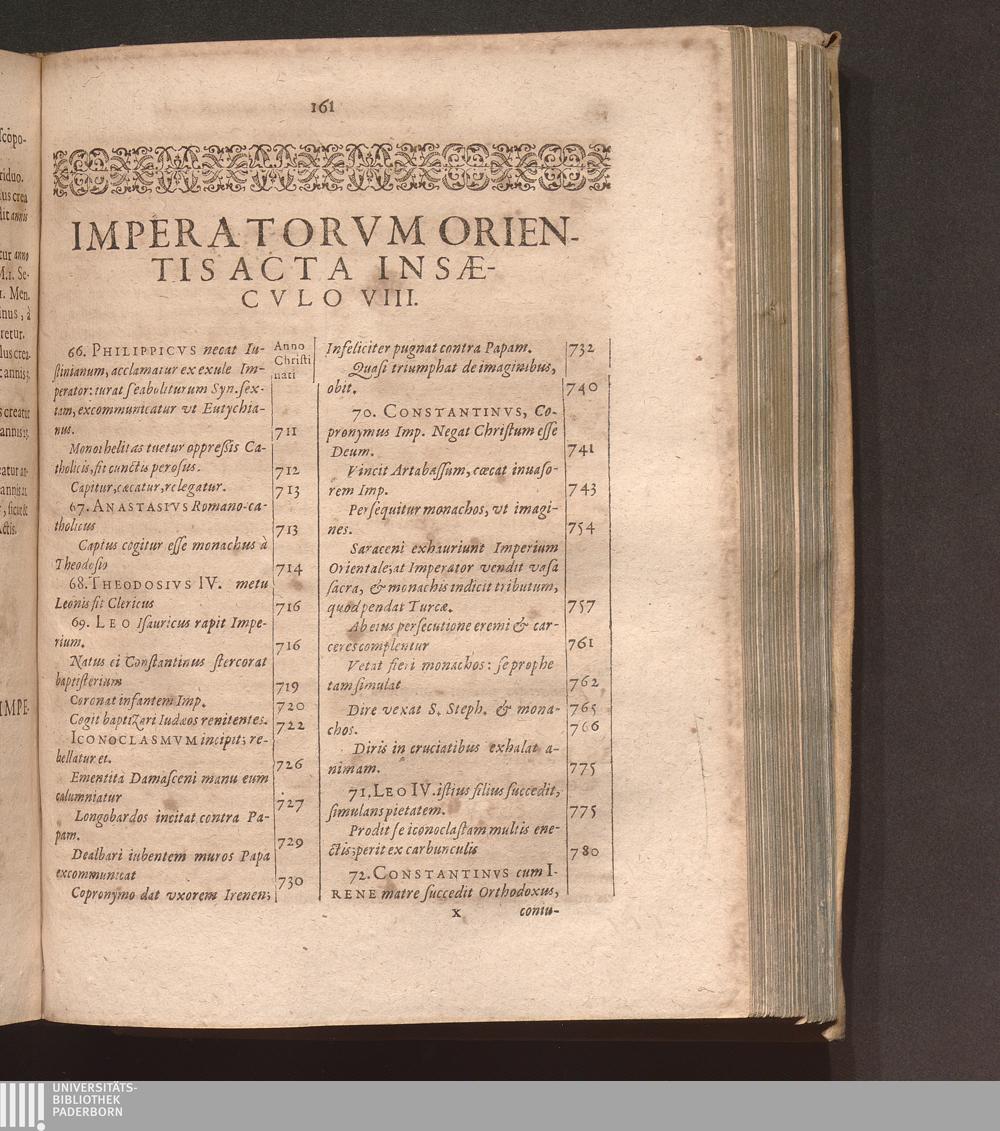 161
IMPERATORVM ORIEN-
TIS ACTA IN SÆ-
CVLO VIII.
Anno
Christi
nati
66. PHILIPPICVS necat Iu-
stinianum, acclamatur ex exule Im-
perator: iurat se aboliturum Syn. sex-
tam, excommunicatur vt Eutychia-
nus. 711
Monothelitas tuetur oppressis Ca-
tholicis, fit cunctis perosus. 712
Capitur, cæcatur, relegatur. 713
67. ANASTASIVS Romano-ca-
tholicus 713
Captus cogitur esse monachus à
Theodosio 714
68. THEODOSIVS IV. metu
Leonis fit Clericus 716
69. LEO Isauricus rapit Impe-
rium. 716
Natus ei Constantinus stercorat
baptisterium 719
Coronat infantem Imp. 720
Cogit baptizari Iudæos renitentes. 722
ICONOCLASMVM incipit; re-
bellatur et. 726
Ementita Damasceni manu eum
calumniatur 727
Longobardos incitat contra Pa-
pam. 729
Dealbari iubentem muros Papa
excommunicat 730
Copronymo dat vxorem Irenen;
Infeliciter pugnat contra Papam. 732
Quasi triumphat de imaginibus,
obit. 740
70. CONSTANTINVS, Co-
pronymus Imp. Negat Christum esse
Deum. 741
Vincit Artabassum, cœcat inuaso-
rem Imp. 743
Persequitur monachos, vt imagi-
nes. 754
Saraceni exhauriunt Imperium
Orientale; at Imperator vendit vasa
sacra, & monachis indicit tributum,
quod pendat Turcæ. 757
Ab eius persecutione eremi & car-
ceres complentur 761
Vetat fieri monachos: se prophe
tam simulat 762
Dire vexat S. Steph. & mona- 765
chos. 766
Diris in cruciatibus exhalat a-
nimam. 775
71. LEO IV. istius filius succedit,
simulans pietatem. 775
Prodit se iconoclastam multis ene-
ctis; perit ex carbunculis 780
72. CONSTANTINVS cum I-
RENE matre succedit Orthodoxus,
x coniu-
UNIVERSITÄTS-
BIBLIOTHEK
PADERBORN